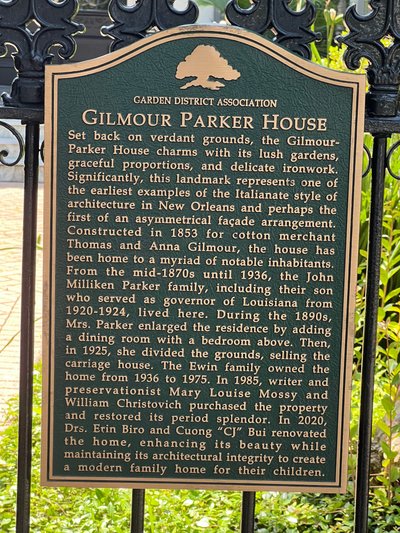 GARDEN DISTRICT ASSOCIATION
GILMOUR PARKER HOUSE
Set back on verdant grounds, the Gilmour-
Parker House charms with its lush gardens,
graceful proportions, and delicate ironwork.
Significantly, this landmark represents one of
the earliest examples of the Italianate style of
architecture in New Orleans and perhaps the
first of an asymmetrical façade arrangement.
Constructed in 1853 for cotton merchant
Thomas and Anna Gilmour, the house has
been home to a myriad of notable inhabitants.
From the mid-1870s until 1936, the John
Milliken Parker family, including their son
who served as governor of Louisiana from
1920-1924, lived here. During the 1890s,
Mrs. Parker enlarged the residence by adding
a dining room with a bedroom above. Then,
in 1925, she divided the grounds, selling the
carriage house. The Ewin family owned the
home from 1936 to 1975. In 1985, writer and
preservationist Mary Louise Mossy and
William Christovich purchased the property
and restored its period splendor. In 2020,
Drs. Erin Biro and Cuong "CJ" Bui renovated
the home, enhancing its beauty while
maintaining its architectural integrity to create
a modern family home for their children.